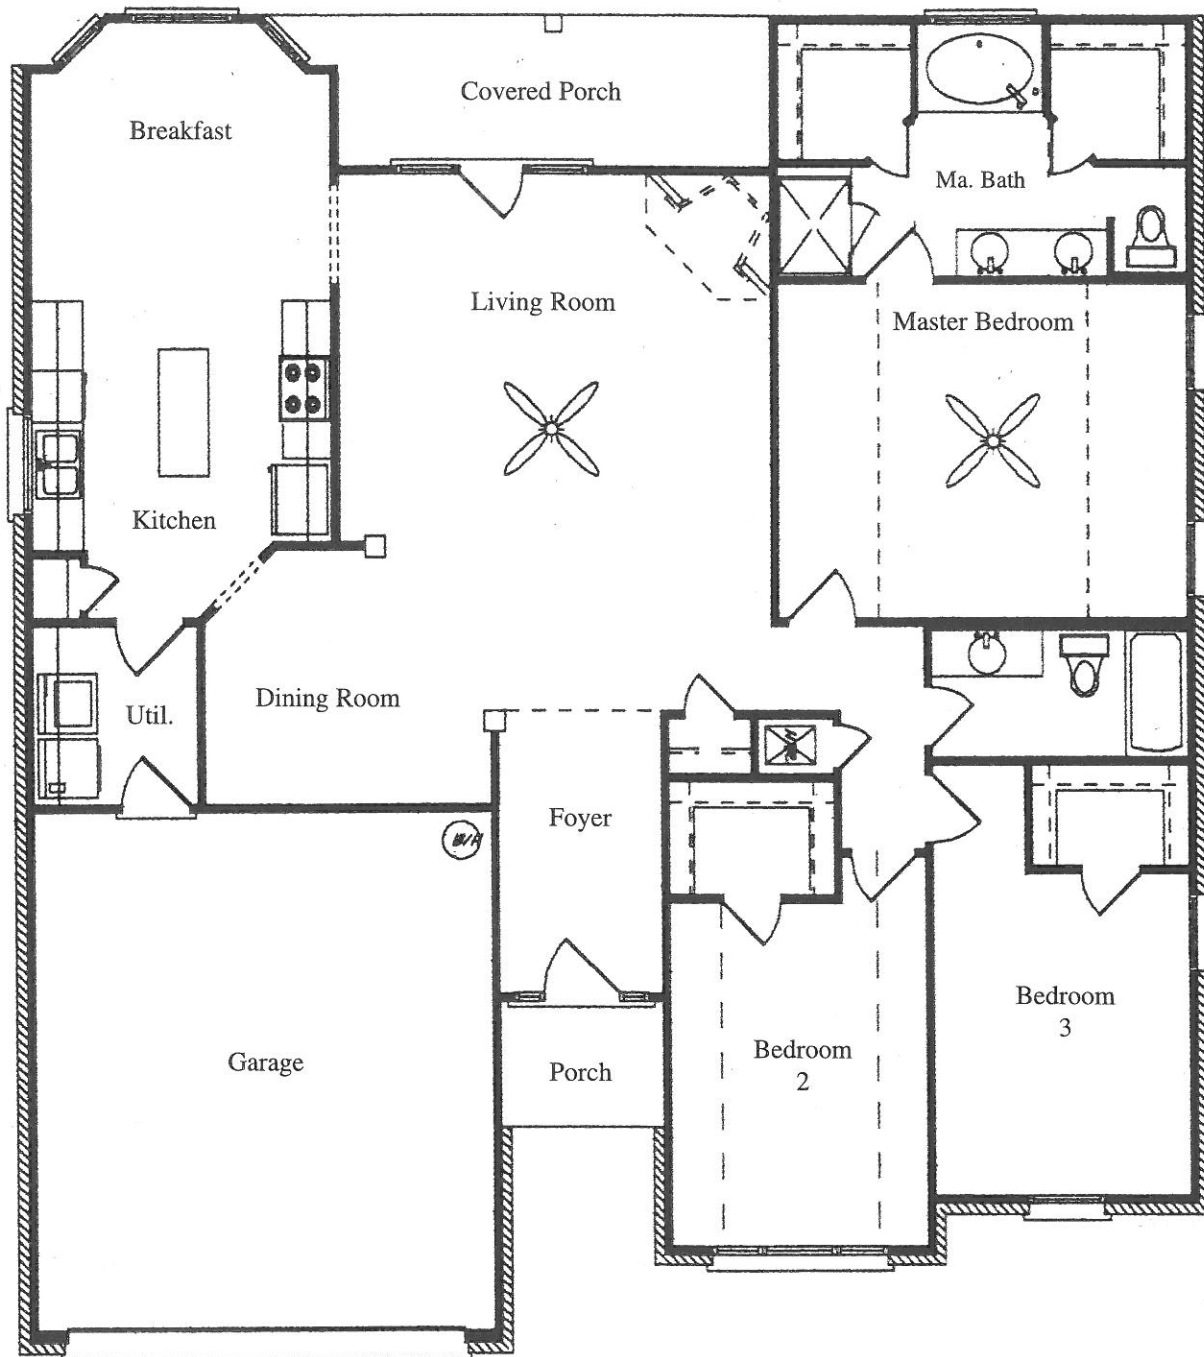 Covered Porch
Breakfast
Ma. Bath
Living Room
Master Bedroom
Kitchen
Dining Room
Util.
Foyer
Bedroom
3
Bedroom
2
Garage
Porch